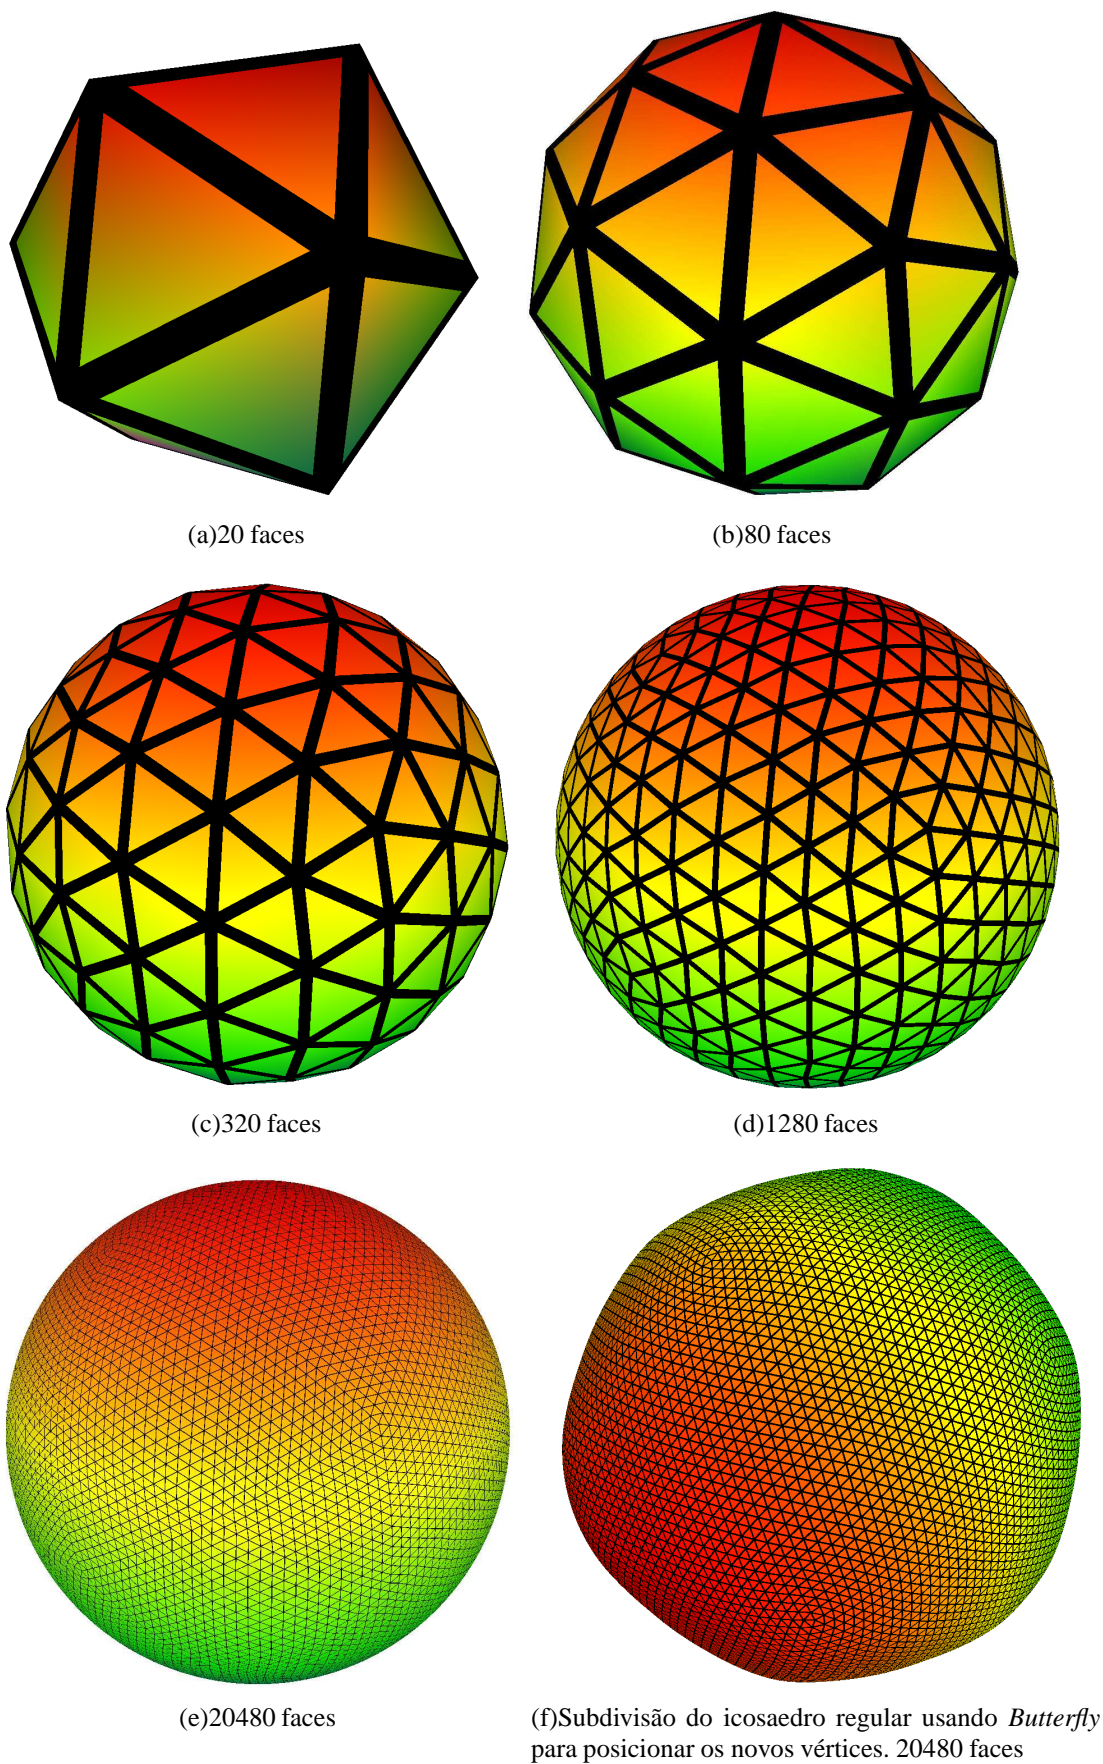 (a)20 faces
(b)80 faces
(c)320 faces
(d)1280 faces
(e)20480 faces
(f)Subdivisão do icosaedro regular usando Butterfly
para posicionar os novos vértices. 20480 faces